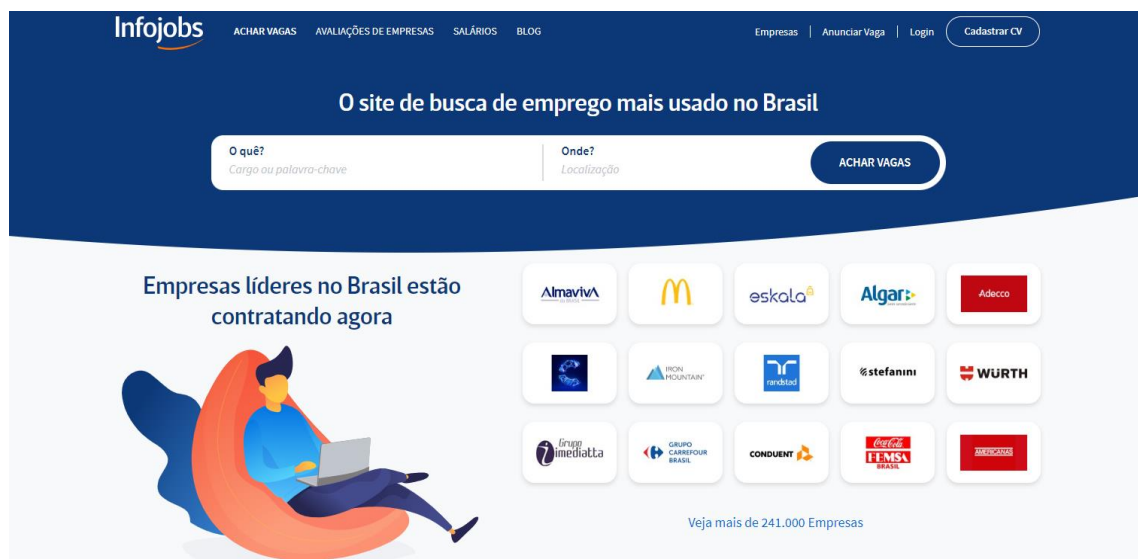 Infojobs
ACHAR VAGAS AVALIAÇÕES DE EMPRESAS SALÁRIOS BLOG
Empresas | Anunciar Vaga | Login Cadastrar CV
O site de busca de emprego mais usado no Brasil
O quê?
Cargo ou palavra-chave
Onde?
Localização
ACHAR VAGAS
Empresas líderes no Brasil estão
contratando agora
AlmavivA
DO BRASIL
eskala
Algar
Adecco
IRON
MOUNTAIN
randstad
stefanini
WÜRTH
Grupo
imediatta
GRUPO
CARREFOUR
BRASIL
CONDUENT
Coca-Cola
FEMSA
BRASIL
AMERICANAS
Veja mais de 241.000 Empresas